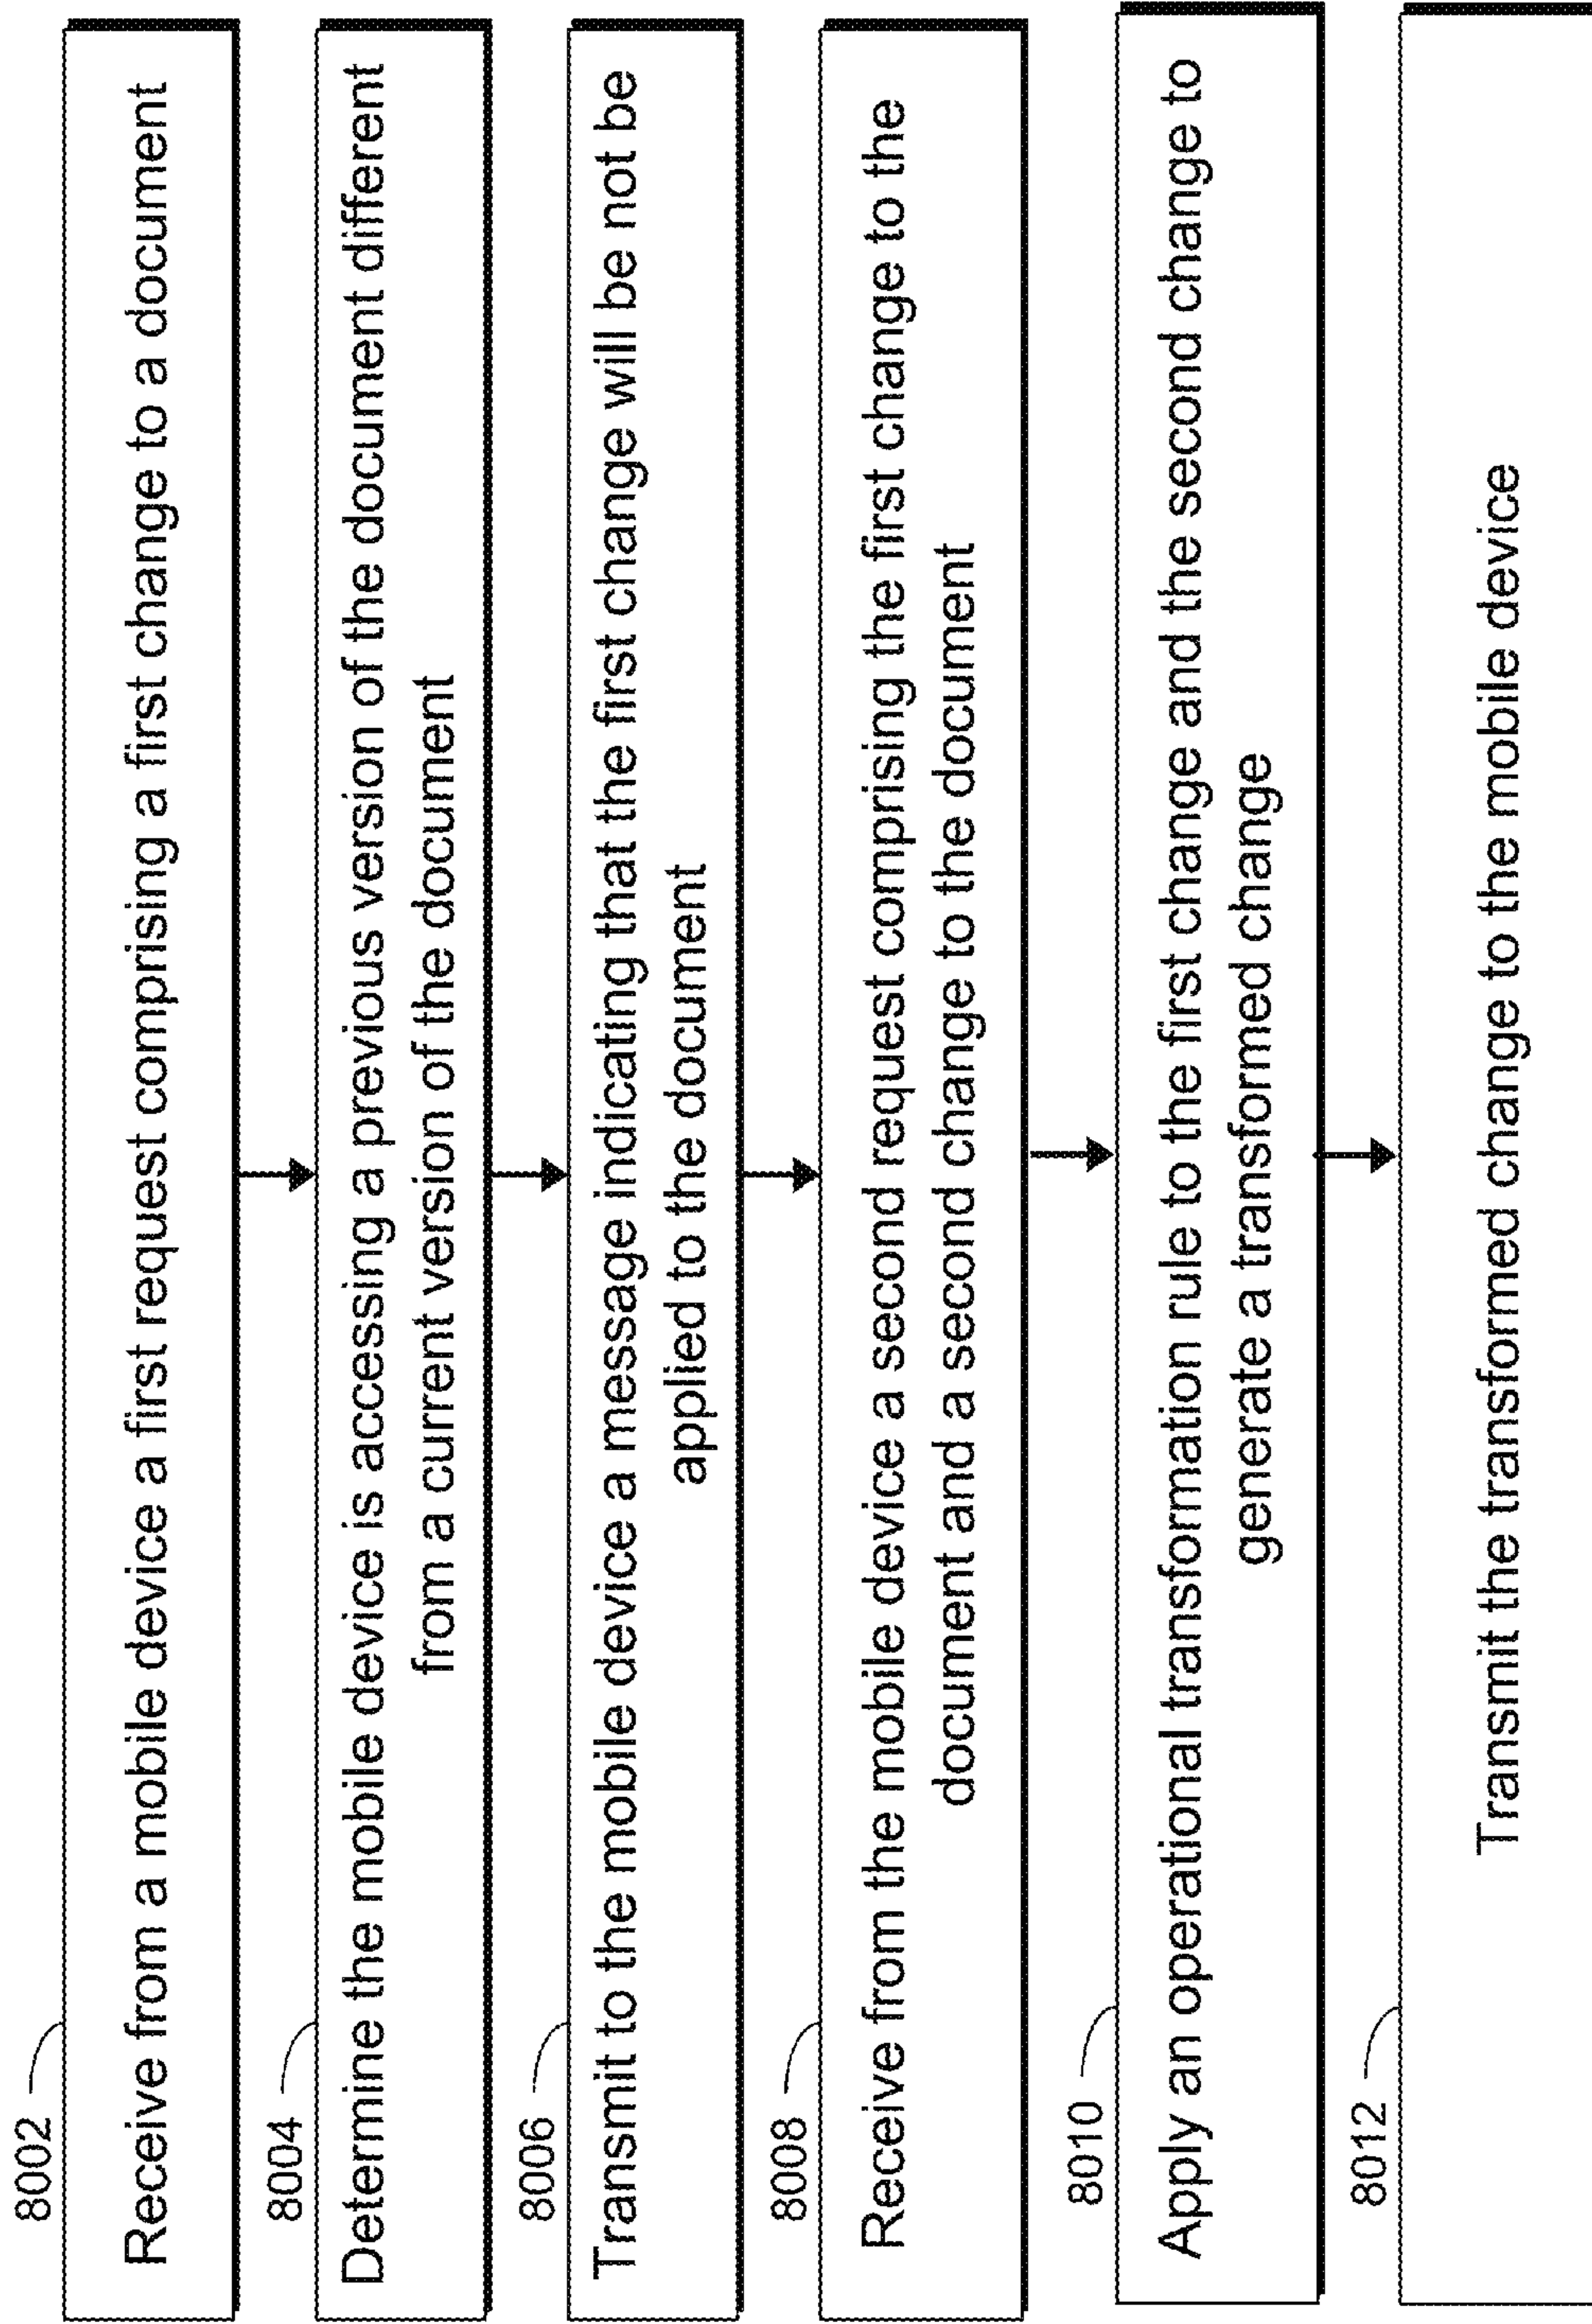 8002
Receive from a mobile device a first request comprising a first change to a document
8004
Determine the mobile device is accessing a previous version of the document different
from a current version of the document
8006
Transmit to the mobile device a message indicating that the first change will be not be
applied to the document
8008
Receive from the mobile device a second request comprising the first change to the
document and a second change to the document
8010
Apply an operational transformation rule to the first change and the second change to
generate a transformed change
8012
Transmit the transformed change to the mobile device